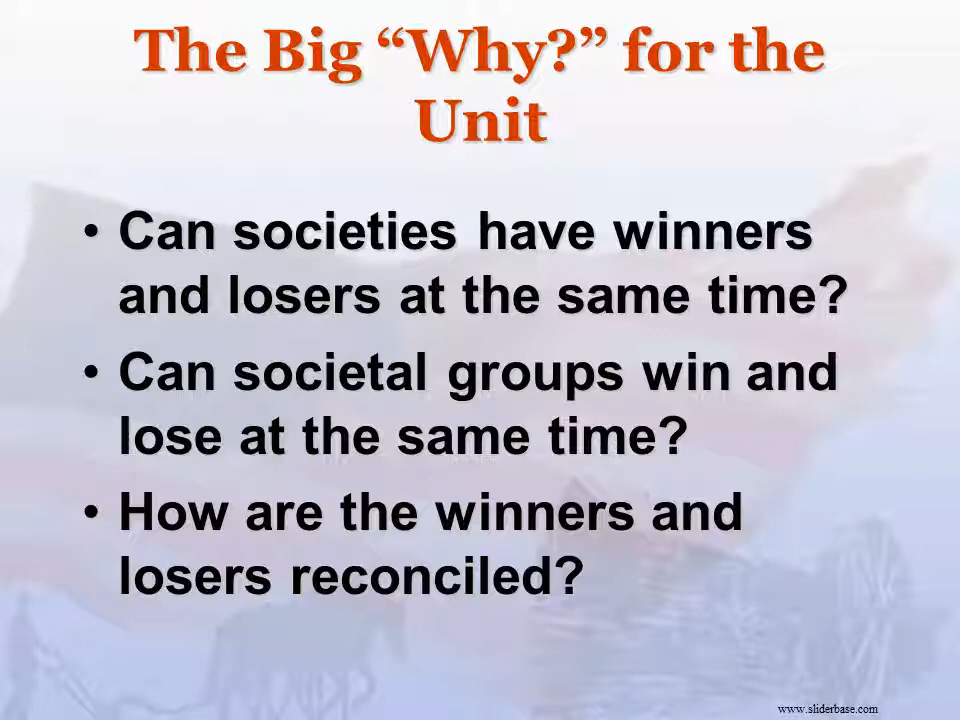 The Big “Why?” for the
Unit
• Can societies have winners
and losers at the same time?
• Can societal groups win and
lose at the same time?
• How are the winners and
losers reconciled?
www.sliderbase.com